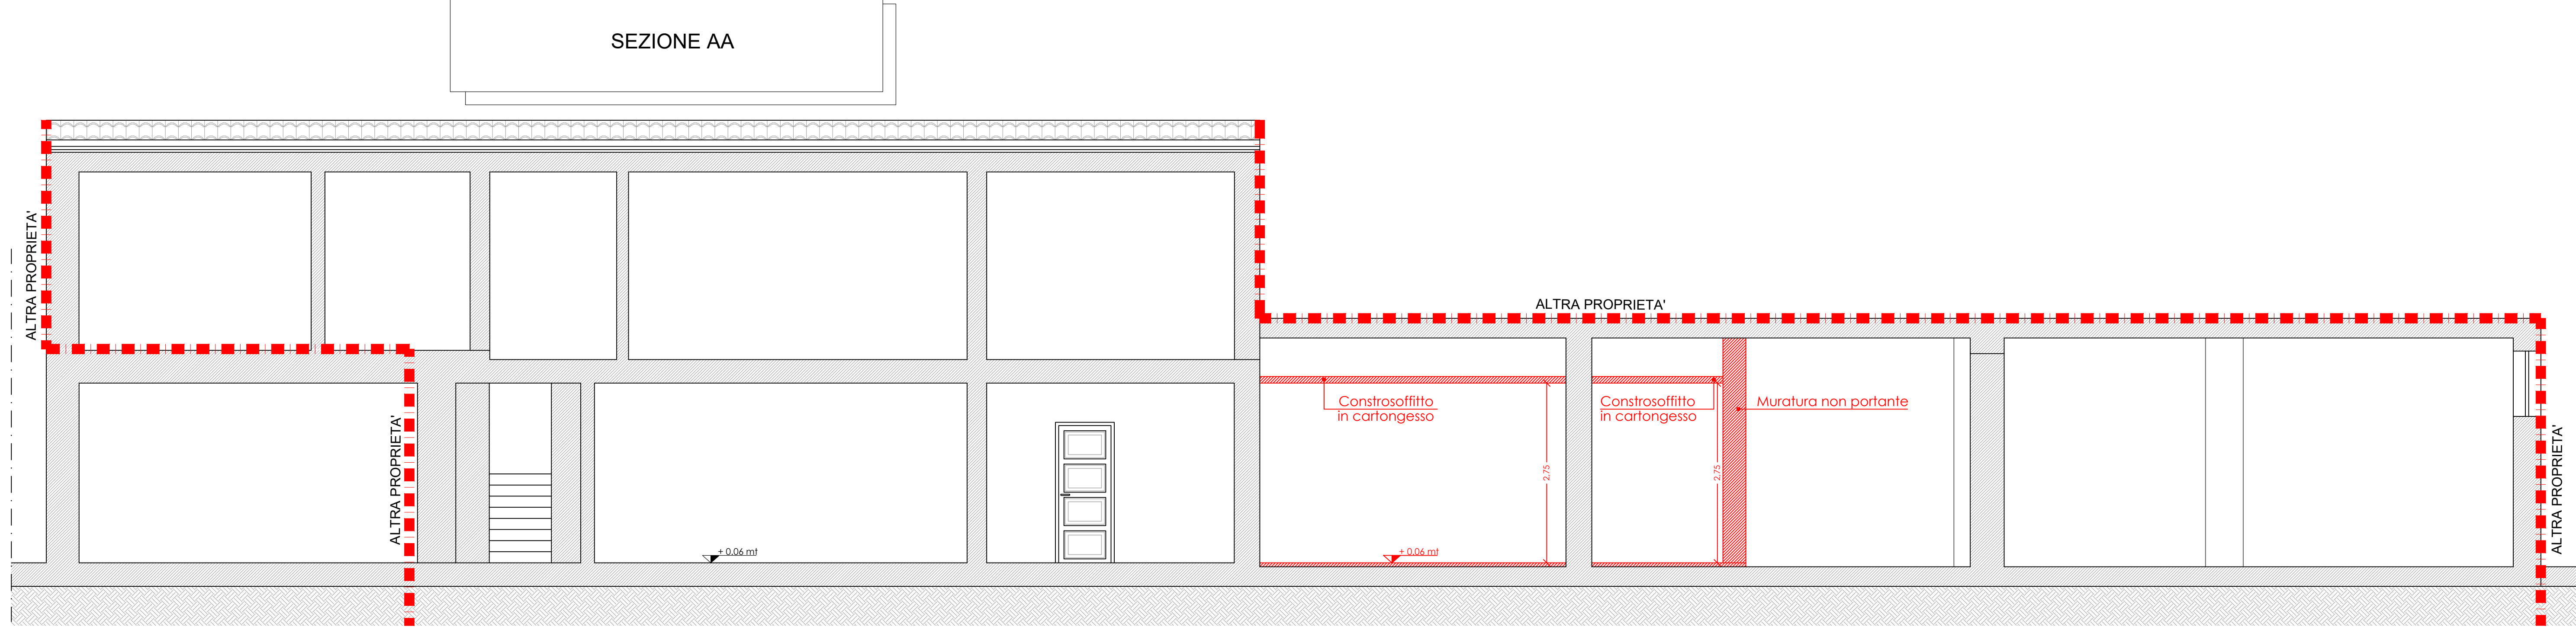 SEZIONE AA
ALTRA PROPRIETA'
ALTRA PROPRIETA'
ALTRA PROPRIETA'
Constrosoffitto
in cartongesso
Constrosoffitto
in cartongesso
Muratura non portante
2,75
2,75
+ 0.06 mt
+ 0.06 mt
ALTRA PROPRIETA'